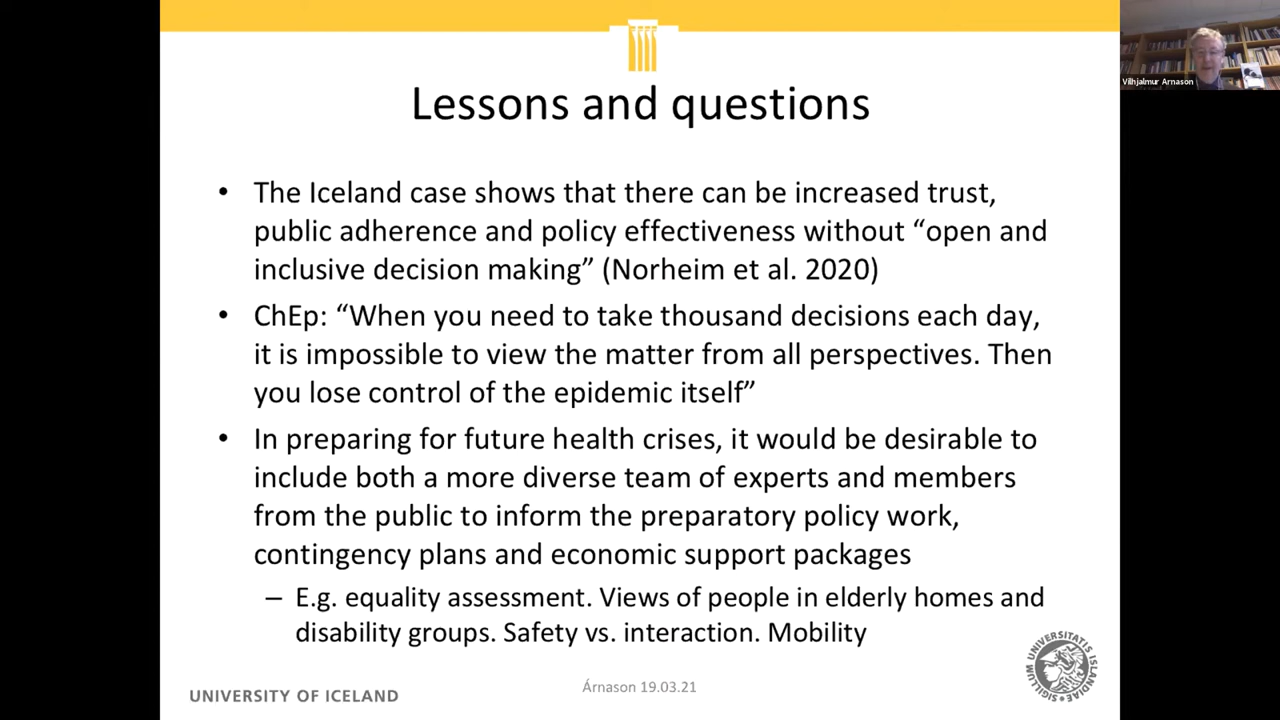 Lessons and questions
• The Iceland case shows that there can be increased trust,
public adherence and policy effectiveness without “open and
inclusive decision making” (Norheim et al. 2020)
• ChEp: “When you need to take thousand decisions each day,
it is impossible to view the matter from all perspectives. Then
you lose control of the epidemic itself”
• In preparing for future health crises, it would be desirable to
include both a more diverse team of experts and members
from the public to inform the preparatory policy work,
contingency plans and economic support packages
– E.g. equality assessment. Views of people in elderly homes and
disability groups. Safety vs. interaction. Mobility
UNIVERSITY OF ICELAND
Árnason 19.03.21
SIGILLUM UNIVERSITATIS ISLANDIAE
Vilhjalmur Arnason